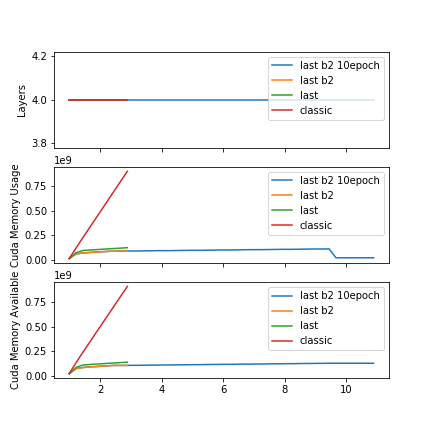 4.2
4.0
3.8
Layers
last b2 10epoch
last b2
last
classic
1e9
0.75
0.50
0.25
0.00
Cuda Memory Usage
last b2 10epoch
last b2
last
classic
1e9
0.75
0.50
0.25
0.00
Cuda Memory Available
last b2 10epoch
last b2
last
classic
2
4
6
8
10